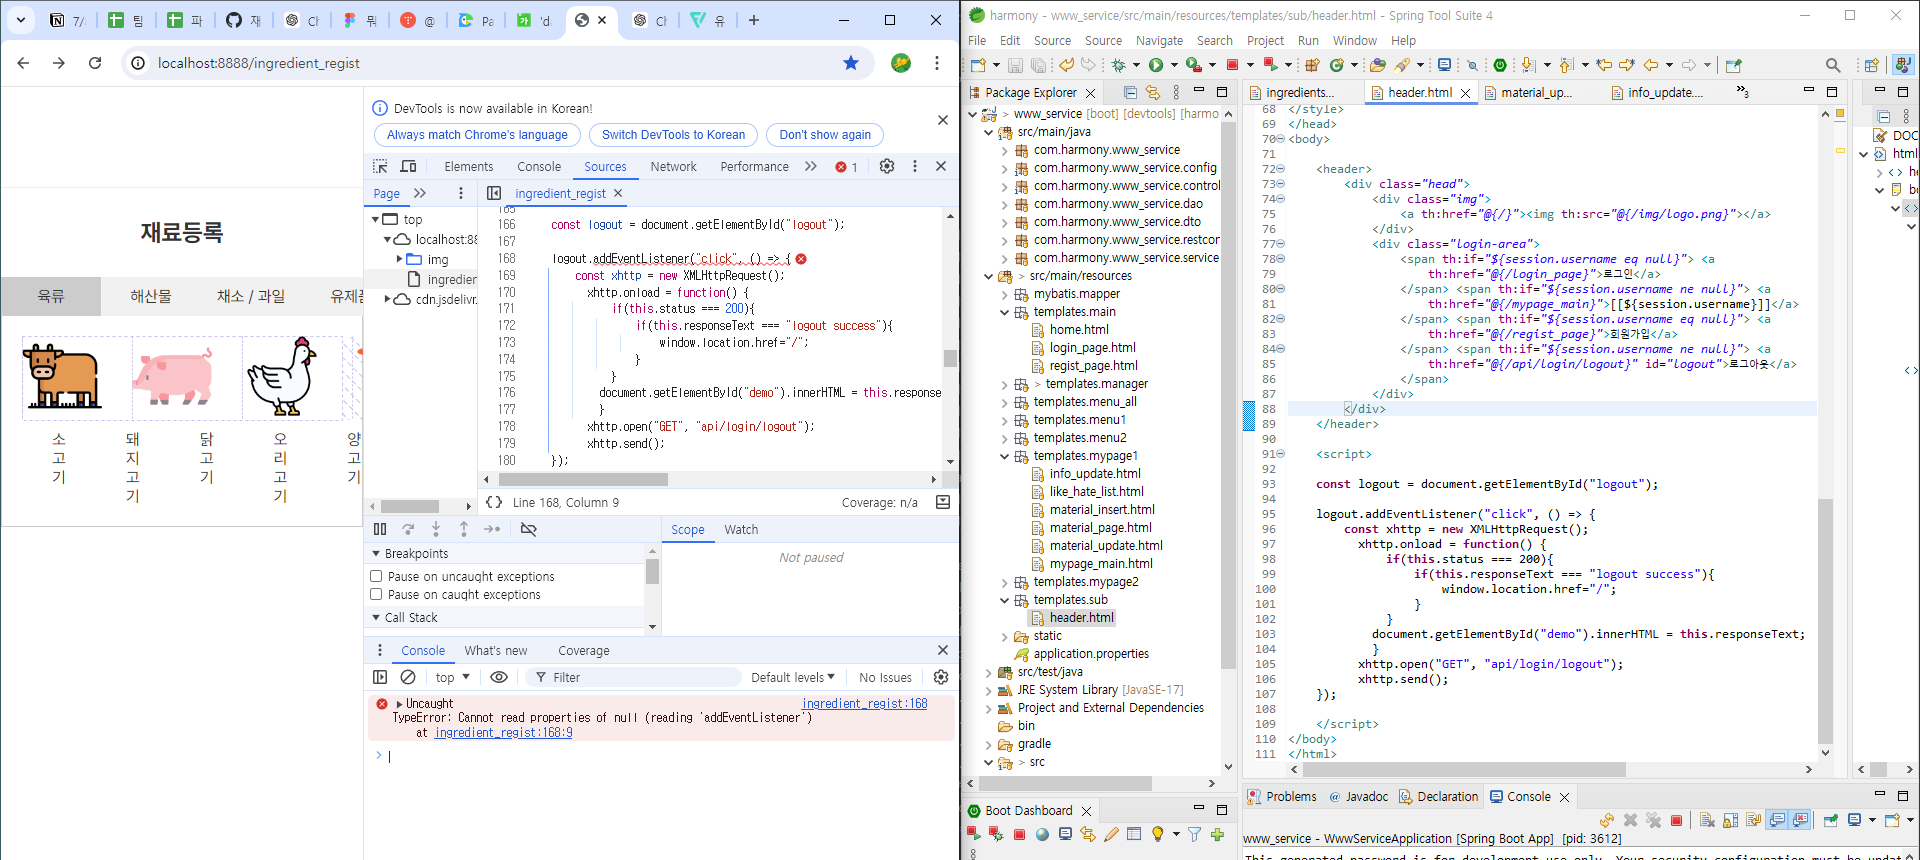 7/
팀
파
재
Ch
뭐
@
Pa
'd
Ch
유
localhost:8888/ingredient_regist
재료등록
육류
해산물
채소 / 과일
유제품
소고기
돼지고기
닭고기
오리고기
양고
DevTools is now available in Korean!
Always match Chrome's language
Switch DevTools to Korean
Don't show again
Elements
Console
Sources
Network
Performance
1
Page
ingredient_regist
top
localhost:88
img
ingredien
cdn.jsdelivr.
165
166 const logout = document.getElementById("logout");
167
168 logout.addEventListener("click", () => {
169 const xhttp = new XMLHttpRequest();
170 xhttp.onload = function() {
171 if(this.status === 200){
172 if(this.responseText === "logout success"){
173 window.location.href="/";
174 }
175 }
176 document.getElementById("demo").innerHTML = this.response
177 }
178 xhttp.open("GET", "api/login/logout");
179 xhttp.send();
180 });
{} Line 168, Column 9
Coverage: n/a
Scope
Watch
Breakpoints
Not paused
Pause on uncaught exceptions
Pause on caught exceptions
Call Stack
Console
What's new
Coverage
top
Filter
Default levels
No Issues
Uncaught ingredient_regist:168
TypeError: Cannot read properties of null (reading 'addEventListener')
at ingredient_regist:168:9
harmony - www_service/src/main/resources/templates/sub/header.html - Spring Tool Suite 4
File Edit Source Source Navigate Search Project Run Window Help
Package Explorer
> www_service [boot] [devtools] [harmo
src/main/java
com.harmony.www_service
com.harmony.www_service.config
com.harmony.www_service.control
com.harmony.www_service.dao
com.harmony.www_service.dto
com.harmony.www_service.restcon
com.harmony.www_service.service
> src/main/resources
mybatis.mapper
templates.main
home.html
login_page.html
regist_page.html
> templates.manager
templates.menu_all
templates.menu1
templates.menu2
templates.mypage1
info_update.html
like_hate_list.html
material_insert.html
material_page.html
material_update.html
mypage_main.html
templates.mypage2
templates.sub
header.html
static
application.properties
src/test/java
JRE System Library [JavaSE-17]
Project and External Dependencies
bin
gradle
> src
Boot Dashboard
ingredients...
header.html
material_up...
info_update....
»3
68 </style>
69 </head>
70 <body>
71
72 <header>
73 <div class="head">
74 <div class="img">
75 <a th:href="@{/}"><img th:src="@{/img/logo.png}"></a>
76 </div>
77 <div class="login-area">
78 <span th:if="${session.username eq null}"> <a
79 th:href="@{/login_page}">로그인</a>
80 </span> <span th:if="${session.username ne null}"> <a
81 th:href="@{/mypage_main}">[[${session.username}]]</a>
82 </span> <span th:if="${session.username eq null}"> <a
83 th:href="@{/regist_page}">회원가입</a>
84 </span> <span th:if="${session.username ne null}"> <a
85 th:href="@{/api/login/logout}" id="logout">로그아웃</a>
86 </span>
87 </div>
88 </div>
89 </header>
90
91 <script>
92
93 const logout = document.getElementById("logout");
94
95 logout.addEventListener("click", () => {
96 const xhttp = new XMLHttpRequest();
97 xhttp.onload = function() {
98 if(this.status === 200){
99 if(this.responseText === "logout success"){
100 window.location.href="/";
101 }
102 }
103 document.getElementById("demo").innerHTML = this.responseText;
104 }
105 xhttp.open("GET", "api/login/logout");
106 xhttp.send();
107 });
108
109 </script>
110 </body>
111 </html>
DOC
html
he
bo
Problems
@ Javadoc
Declaration
Console
www_service - WwwServiceApplication [Spring Boot App] [pid: 3612]
This generated password is for development use only. Your security configuration must be updat